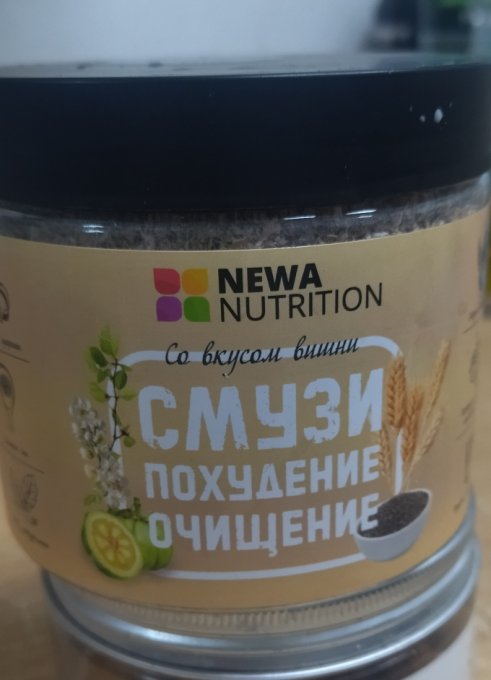 NEWA
NUTRITION
Со вкусом вишни
СМУЗИ
ПОХУДЕНИЕ
ОЧИЩЕНИЕ